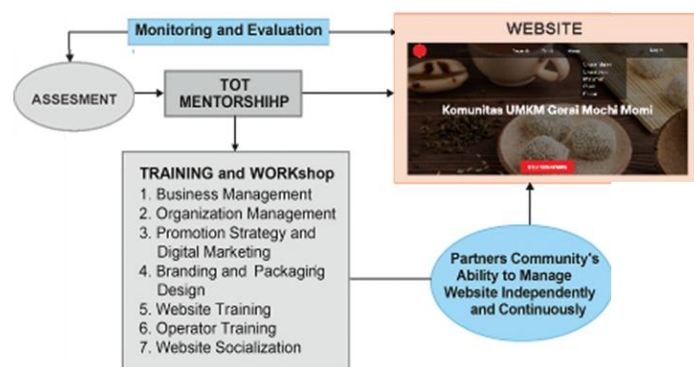 Monitoring and Evaluation
WEBSITE
ASSESMENT
TOT
MENTORSHIHP
Komunitas UMKM Gerai Mochi Momi
TRAINING and WORKshop
1. Business Management
2. Organization Management
3. Promotion Strategy and
Digital Marketing
4. Branding and Packaging
Design
5. Website Training
6. Operator Training
7. Website Socialization
Partners Community's
Ability to Manage
Website Independently
and Continuously